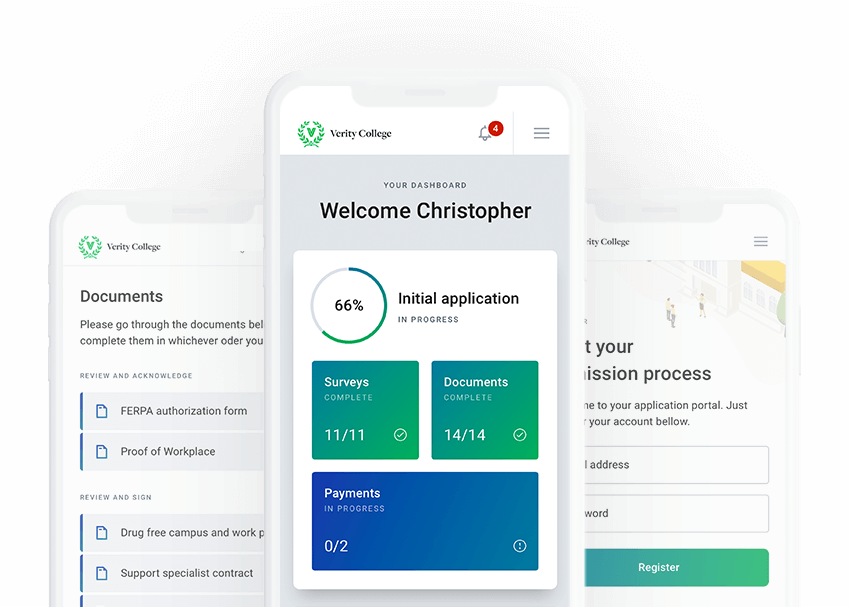 Verity College
Documents
Please go through the documents bel
complete them in whichever oder you
REVIEW AND ACKNOWLEDGE
FERPA authorization form
Proof of Workplace
REVIEW AND SIGN
Drug free campus and work p
Support specialist contract
Verity College
4
YOUR DASHBOARD
Welcome Christopher
66%
Initial application
IN PROGRESS
Surveys
COMPLETE
11/11
Documents
COMPLETE
14/14
Payments
IN PROGRESS
0/2
rity College
R
t your
ission process
me to your application portal. Just
r your account bellow.
l address
word
Register